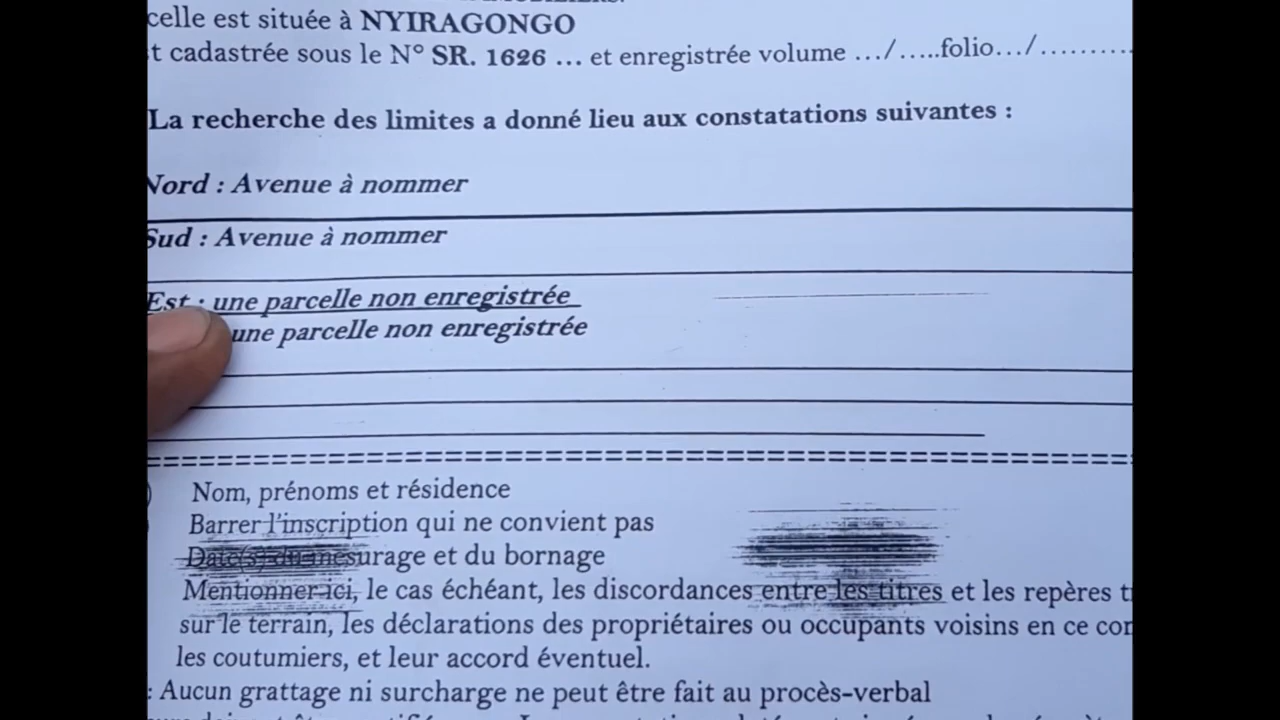 celle est située à NYIRAGONGO
t cadastrée sous le N° SR. 1626 ... et enregistrée volume .../.....folio.../..........
La recherche des limites a donné lieu aux constatations suivantes :
Nord : Avenue à nommer
Sud : Avenue à nommer
Est : une parcelle non enregistrée
une parcelle non enregistrée
==========================================================
Nom, prénoms et résidence
Barrer l'inscription qui ne convient pas
Date(s) du mesurage et du bornage
Mentionner ici, le cas échéant, les discordances entre les titres et les repères t
sur le terrain, les déclarations des propriétaires ou occupants voisins en ce cor
les coutumiers, et leur accord éventuel.
: Aucun grattage ni surcharge ne peut être fait au procès-verbal